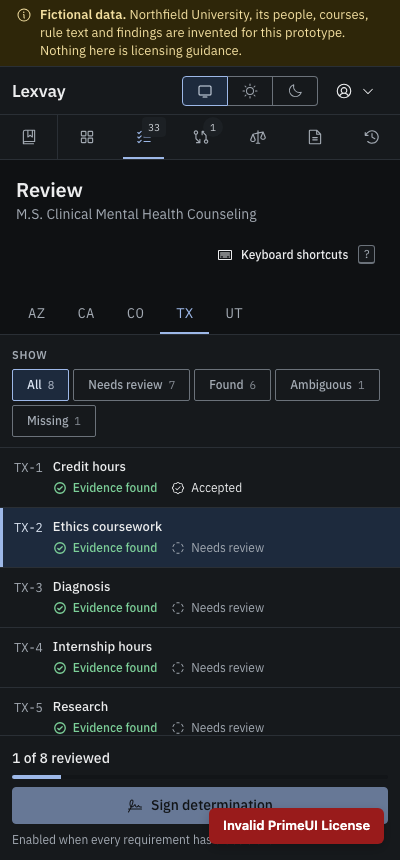 Fictional data. Northfield University, its people, courses,
rule text and findings are invented for this prototype.
Nothing here is licensing guidance.
Lexvay
33
1
Review
M.S. Clinical Mental Health Counseling
Keyboard shortcuts ?
AZ CA CO TX UT
SHOW
All 8 Needs review 7 Found 6 Ambiguous 1
Missing 1
TX-1 Credit hours
Evidence found Accepted
TX-2 Ethics coursework
Evidence found Needs review
TX-3 Diagnosis
Evidence found Needs review
TX-4 Internship hours
Evidence found Needs review
TX-5 Research
Evidence found Needs review
1 of 8 reviewed
Sign determination
Invalid PrimeUI License
Enabled when every requirement has